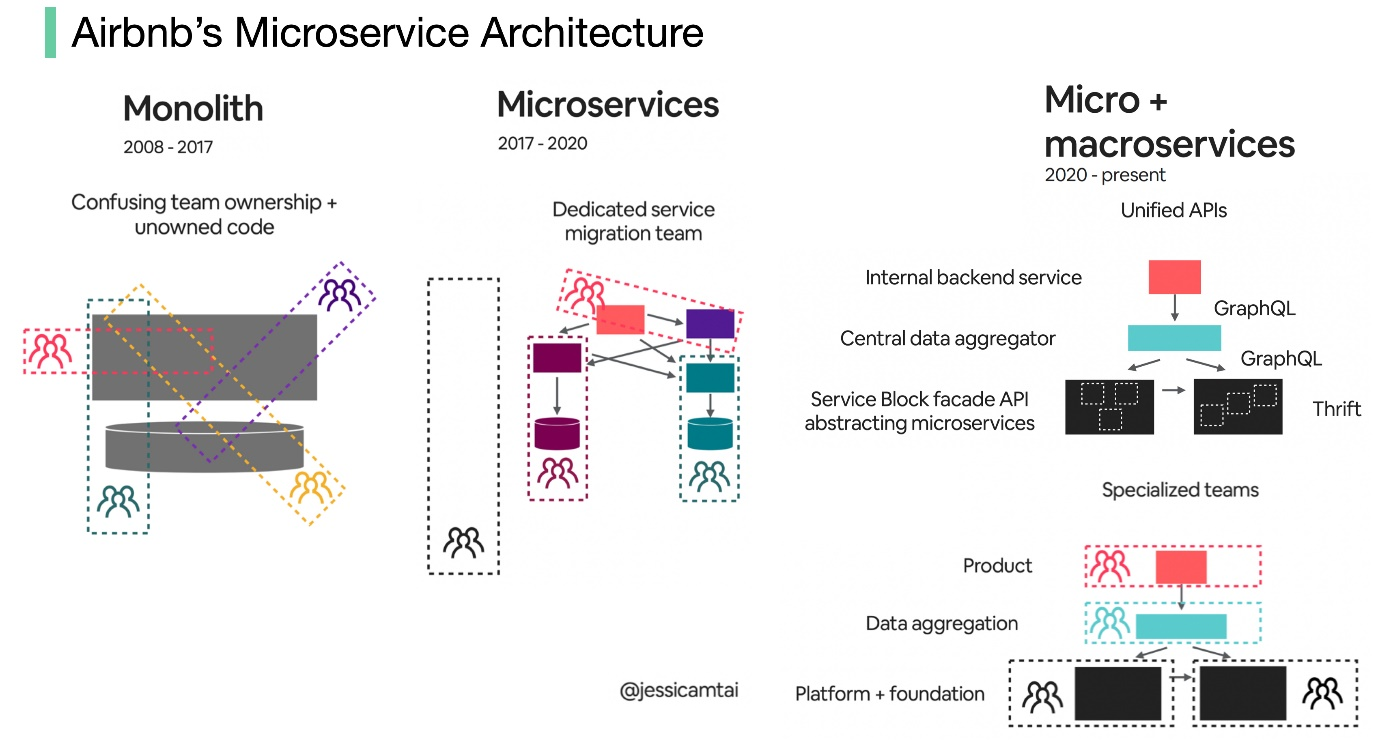 Airbnb's Microservice Architecture
Monolith
2008 - 2017
Confusing team ownership +
unowned code
Microservices
2017 - 2020
Dedicated service
migration team
Micro +
macroservices
2020 - present
Unified APIs
Internal backend service
GraphQL
Central data aggregator
GraphQL
Service Block facade API
abstracting microservices
Thrift
Specialized teams
Product
Data aggregation
Platform + foundation
@jessicamtai